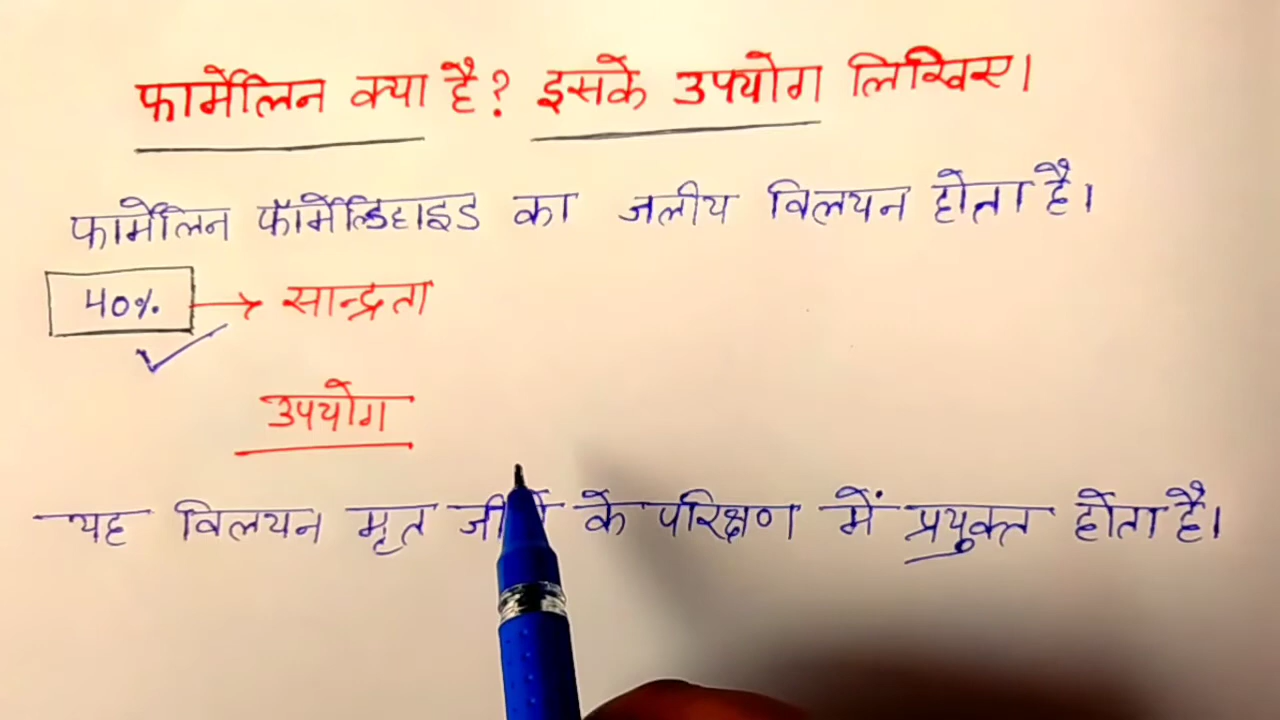 फार्मेलिन क्या है? इसके उपयोग लिखिए।
फार्मेलिन फॉर्मेल्डिहाइड का जलीय विलयन होता है।
40% → सान्द्रता
उपयोग
यह विलयन मृत के परिक्षण में प्रयुक्त होता है।